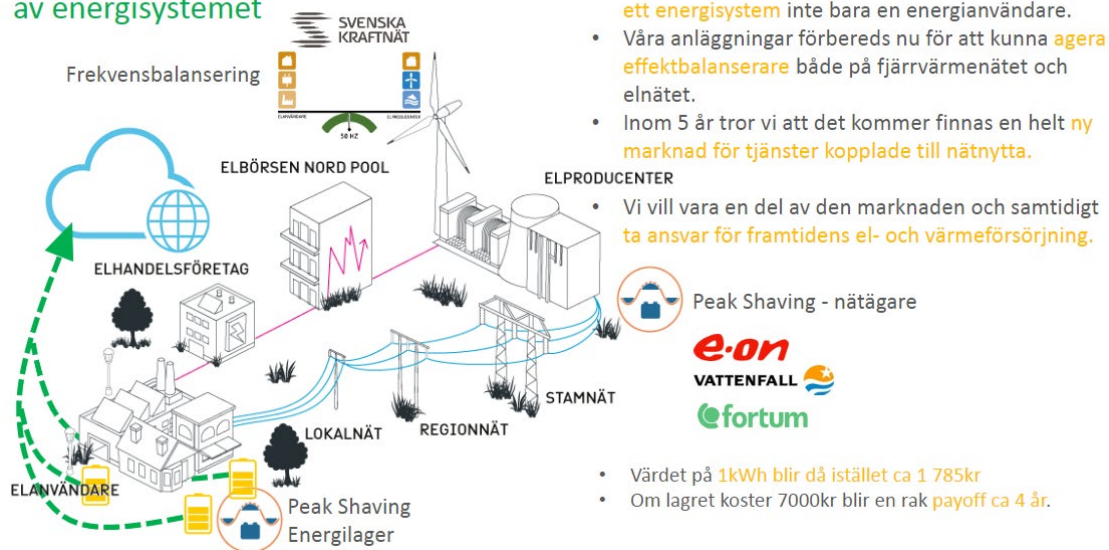 av energisystemet
SVENSKA
KRAFTNÄT
Frekvensbalansering
ELANVÄNDARE
ELPRODUCENTER
50 HZ
ELBÖRSEN NORD POOL
ELPRODUCENTER
ELHANDELSFÖRETAG
STAMNÄT
REGIONNÄT
LOKALNÄT
ELANVÄNDARE
Peak Shaving
Energilager
ett energisystem inte bara en energianvändare.
• Våra anläggningar förbereds nu för att kunna agera
effektbalanserare både på fjärrvärmenätet och
elnätet.
• Inom 5 år tror vi att det kommer finnas en helt ny
marknad för tjänster kopplade till nätnytta.
• Vi vill vara en del av den marknaden och samtidigt
ta ansvar för framtidens el- och värmeförsörjning.
Peak Shaving - nätägare
e·on
VATTENFALL
fortum
• Värdet på 1kWh blir då istället ca 1 785kr
• Om lagret koster 7000kr blir en rak payoff ca 4 år.